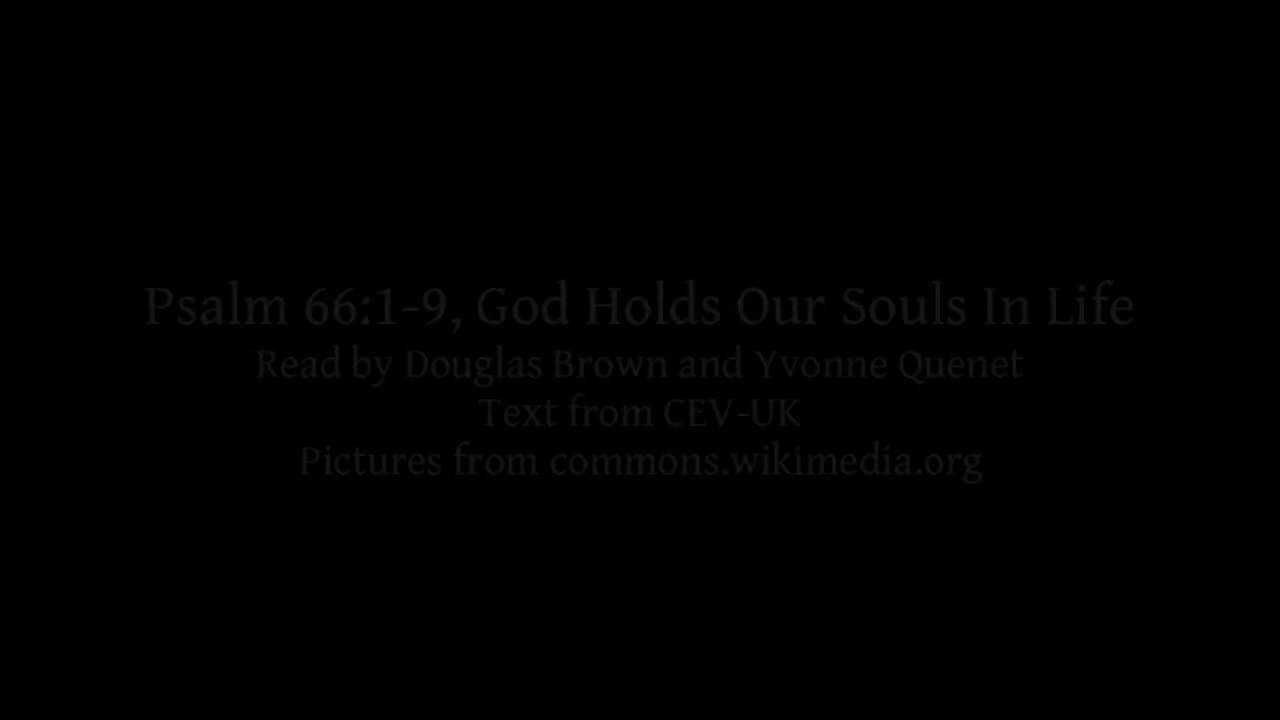 Psalm 66:1-9, God Holds Our Souls In Life
Read by Douglas Brown and Yvonne Quenet
Text from CEV-UK
Pictures from commons.wikimedia.org